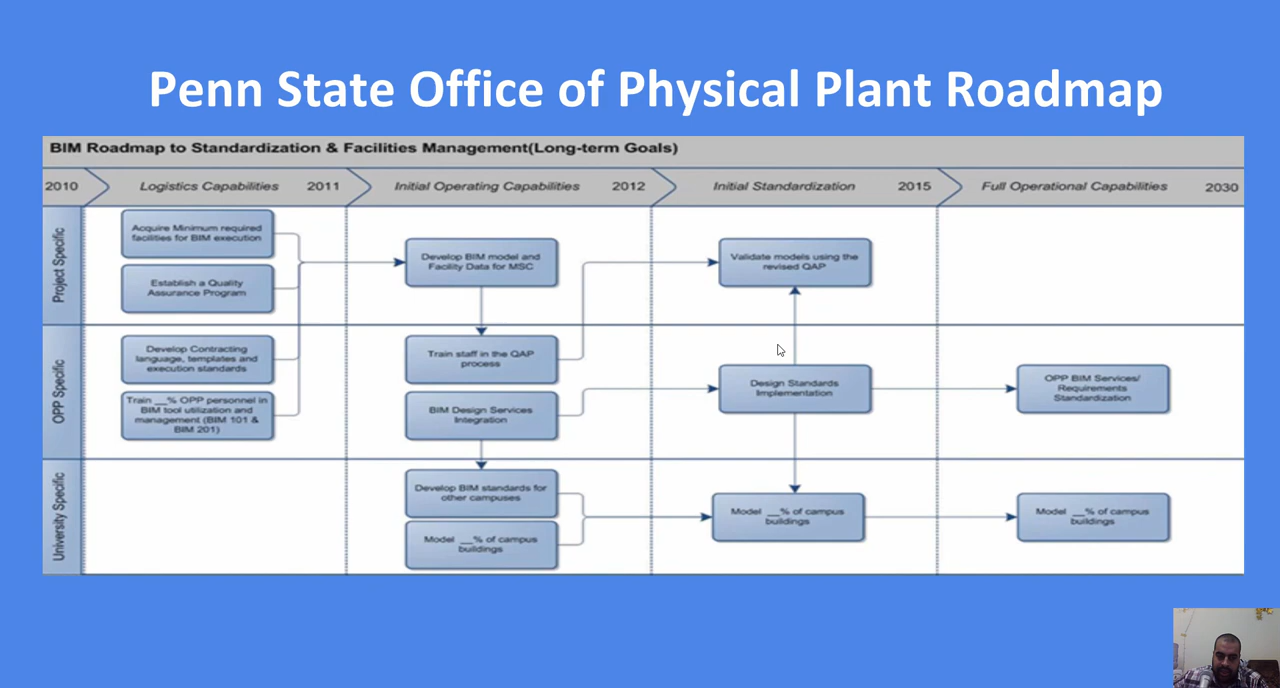 Penn State Office of Physical Plant Roadmap
BIM Roadmap to Standardization & Facilities Management(Long-term Goals)
2010 Logistics Capabilities 2011 Initial Operating Capabilities 2012 Initial Standardization 2015 Full Operational Capabilities 2030
Project Specific
Acquire Minimum required
facilities for BIM execution
Establish a Quality
Assurance Program
Develop BIM model and
Facility Data for MSC
Validate models using the
revised QAP
OPP Specific
Develop Contracting
language, templates and
execution standards
Train __% OPP personnel in
BIM tool utilization and
management (BIM 101 &
BIM 201)
Train staff in the QAP
process
BIM Design Services
Integration
Design Standards
Implementation
OPP BIM Services/
Requirements
Standardization
University Specific
Develop BIM standards for
other campuses
Model __% of campus
buildings
Model __% of campus
buildings
Model __% of campus
buildings